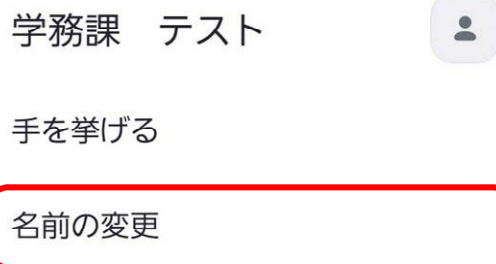 学務課　テスト
手を挙げる
名前の変更